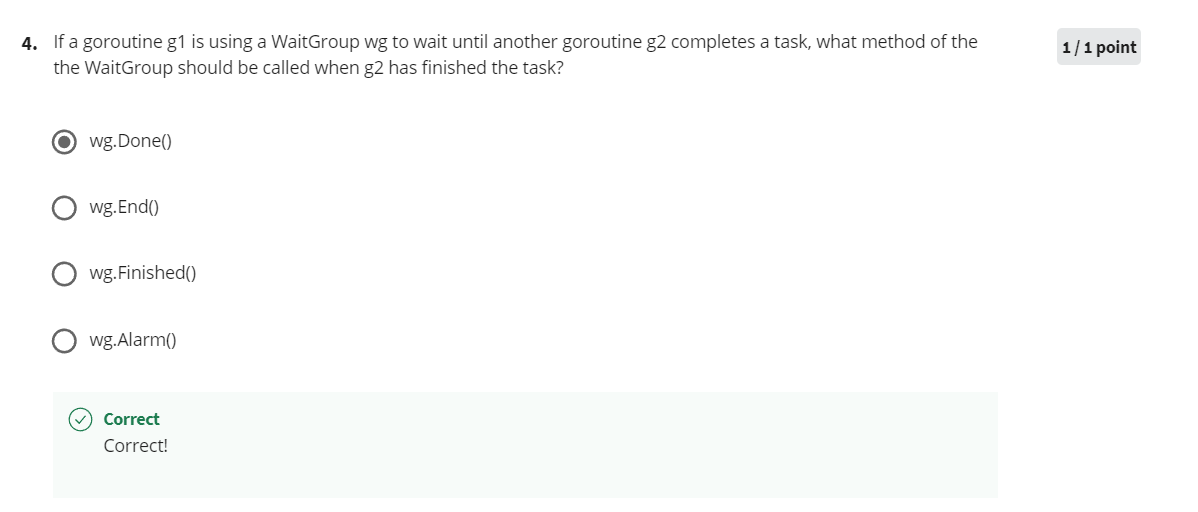 4. If a goroutine g1 is using a WaitGroup wg to wait until another goroutine g2 completes a task, what method of the
the WaitGroup should be called when g2 has finished the task?
1 / 1 point
wg.Done()
wg.End()
wg.Finished()
wg.Alarm()
Correct
Correct!